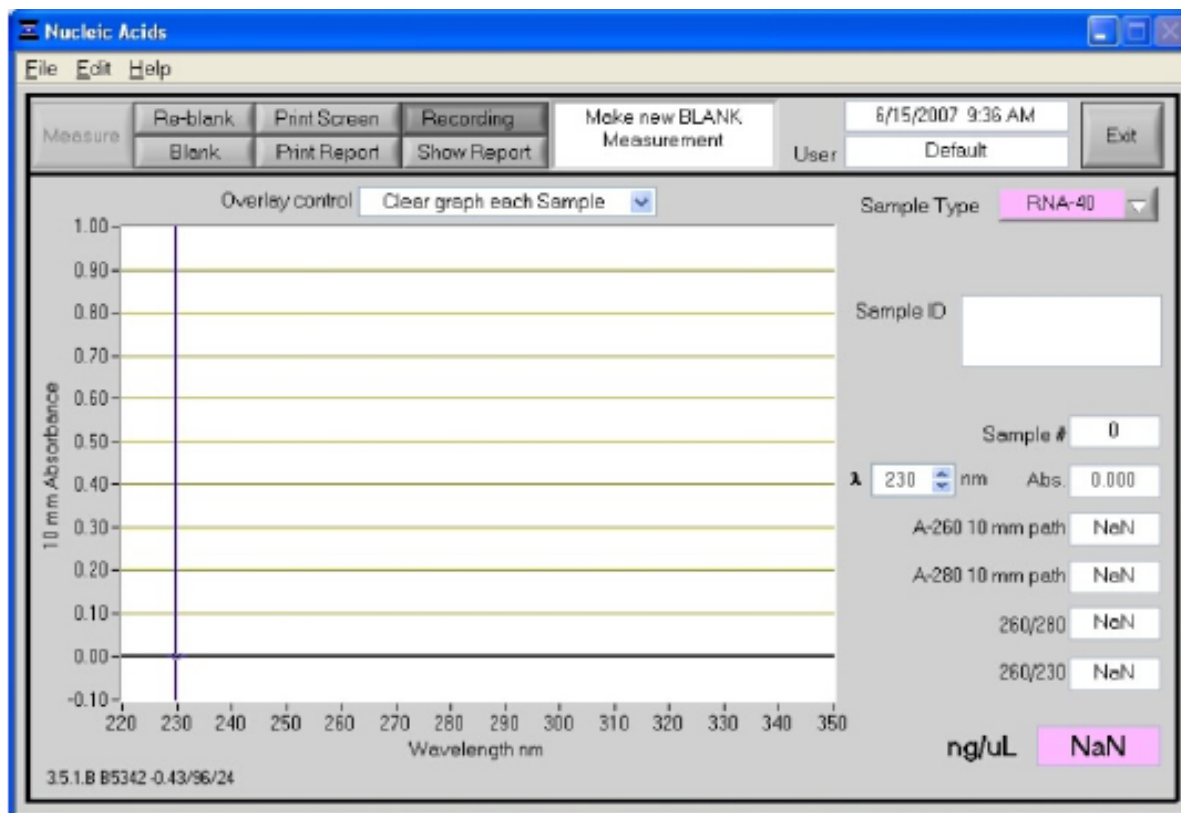 Nucleic Acids
File Edit Help
Measure
Re-blank
Print Screen
Recording
Blank
Print Report
Show Report
Make new BLANK
Measurement
6/15/2007 9:36 AM
User
Default
Exit
Overlay control
Clear graph each Sample
Sample Type
RNA-40
1.00
0.90
0.80
0.70
0.60
0.50
0.40
0.30
0.20
0.10
0.00
-0.10
10 mm Absorbance
220 230 240 250 260 270 280 290 300 310 320 330 340 350
Wavelength nm
Sample ID
Sample # 0
λ 230 nm Abs. 0.000
A-260 10 mm path NaN
A-280 10 mm path NaN
260/280 NaN
260/230 NaN
ng/uL NaN
3.5.1.B B5342 -0.43/96/24